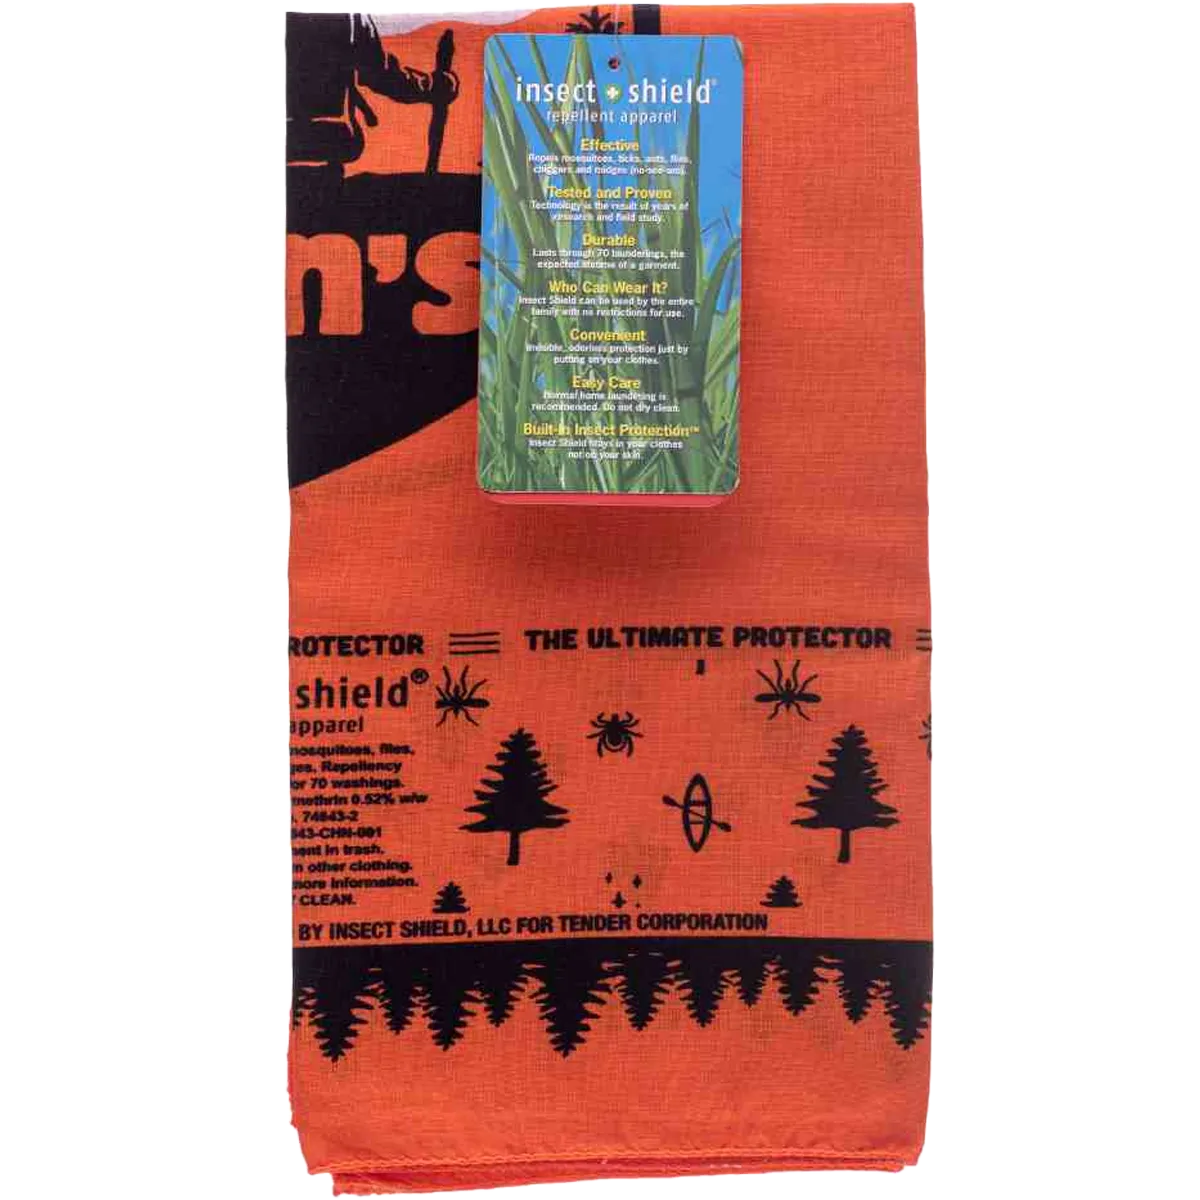 insect shield®
repellent apparel
Effective
Repels mosquitoes, ticks, ants, flies,
chiggers and midges (no-see-ums).
Tested and Proven
Technology is the result of years of
research and field study.
Durable
Lasts through 70 launderings, the
expected lifetime of a garment.
Who Can Wear It?
Insect Shield can be used by the entire
family with no restrictions for use.
Convenient
Invisible, odorless protection just by
putting on your clothes.
Easy Care
Normal home laundering is
recommended. Do not dry clean.
Built-In Insect Protection™
Insect Shield stays in your clothes
not on your skin.
n's
ROTECTOR THE ULTIMATE PROTECTOR
shield®
apparel
mosquitoes, flies,
es. Repellency
or 70 washings.
methrin 0.52% w/w
. 74843-2
843-CHN-001
ment in trash.
n other clothing.
more information.
CLEAN.
BY INSECT SHIELD, LLC FOR TENDER CORPORATION